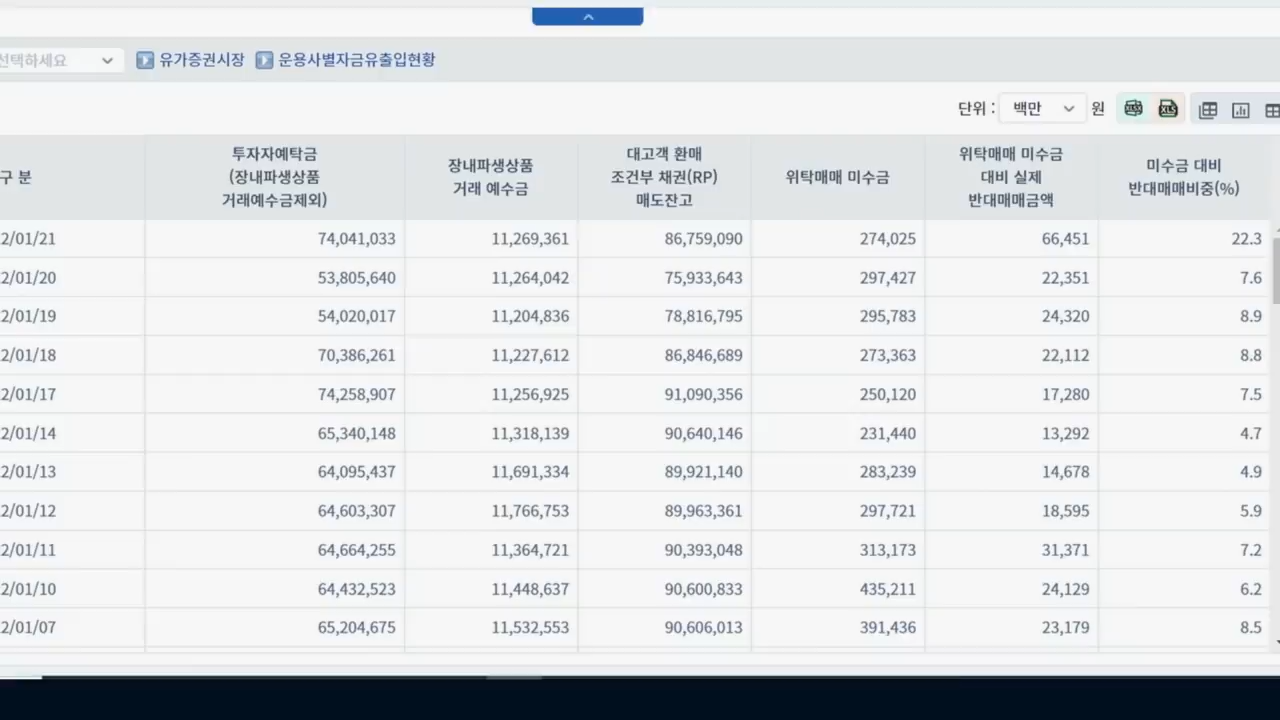 선택하세요 유가증권시장 운용사별자금유출입현황
단위 : 백만 원
구 분
투자자예탁금
(장내파생상품
거래예수금제외)
장내파생상품
거래 예수금
대고객 환매
조건부 채권(RP)
매도잔고
위탁매매 미수금
위탁매매 미수금
대비 실제
반대매매금액
미수금 대비
반대매매비중(%)
2/01/21 74,041,033 11,269,361 86,759,090 274,025 66,451 22.3
2/01/20 53,805,640 11,264,042 75,933,643 297,427 22,351 7.6
2/01/19 54,020,017 11,204,836 78,816,795 295,783 24,320 8.9
2/01/18 70,386,261 11,227,612 86,846,689 273,363 22,112 8.8
2/01/17 74,258,907 11,256,925 91,090,356 250,120 17,280 7.5
2/01/14 65,340,148 11,318,139 90,640,146 231,440 13,292 4.7
2/01/13 64,095,437 11,691,334 89,921,140 283,239 14,678 4.9
2/01/12 64,603,307 11,766,753 89,963,361 297,721 18,595 5.9
2/01/11 64,664,255 11,364,721 90,393,048 313,173 31,371 7.2
2/01/10 64,432,523 11,448,637 90,600,833 435,211 24,129 6.2
2/01/07 65,204,675 11,532,553 90,606,013 391,436 23,179 8.5